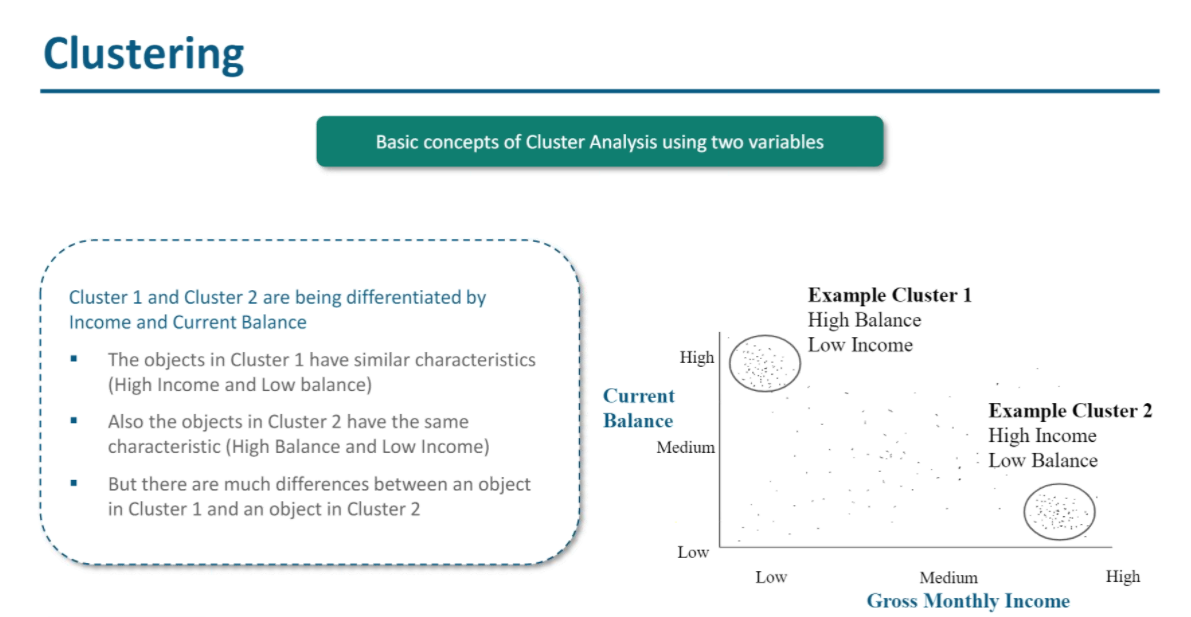 Clustering
Basic concepts of Cluster Analysis using two variables
Cluster 1 and Cluster 2 are being differentiated by
Income and Current Balance
▪ The objects in Cluster 1 have similar characteristics
(High Income and Low balance)
▪ Also the objects in Cluster 2 have the same
characteristic (High Balance and Low Income)
▪ But there are much differences between an object
in Cluster 1 and an object in Cluster 2
Example Cluster 1
High Balance
Low Income
High
Current
Balance
Medium
Low
Example Cluster 2
High Income
Low Balance
Low
Medium
High
Gross Monthly Income